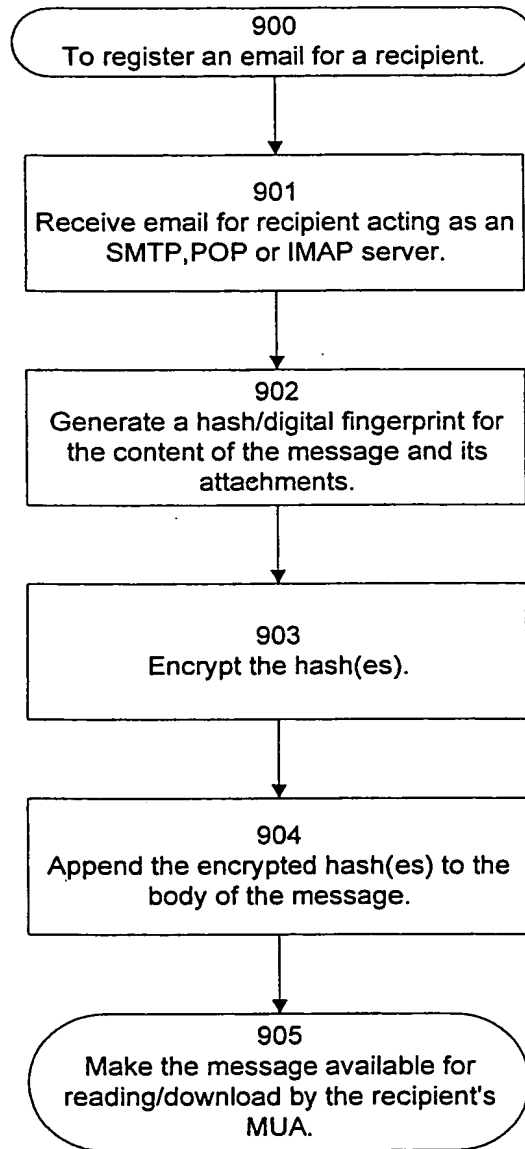 900
To register an email for a recipient.
901
Receive email for recipient acting as an
SMTP,POP or IMAP server.
902
Generate a hash/digital fingerprint for
the content of the message and its
attachments.
903
Encrypt the hash(es).
904
Append the encrypted hash(es) to the
body of the message.
905
Make the message available for
reading/download by the recipient's
MUA.